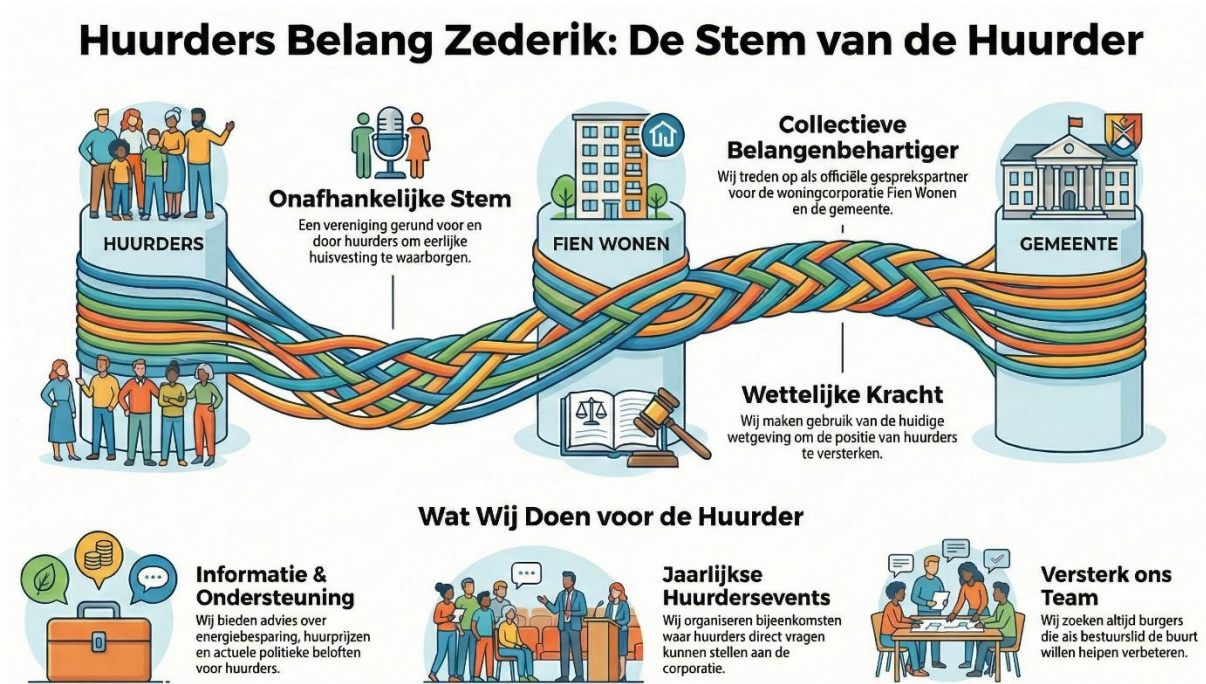 Huurders Belang Zederik: De Stem van de Huurder
HUURDERS
Onafhankelijke Stem
Een vereniging gerund voor en
door huurders om eerlijke
huisvesting te waarborgen.
FIEN WONEN
Collectieve
Belangenbehartiger
Wij treden op als officiële gesprekspartner
voor de woningcorporatie Fien Wonen
en de gemeente.
GEMEENTE
Wettelijke Kracht
Wij maken gebruik van de huidige
wetgeving om de positie van huurders
te versterken.
Wat Wij Doen voor de Huurder
Informatie &
Ondersteuning
Wij bieden advies over
energiebesparing, huurprijzen
en actuele politieke beloften
voor huurders.
Jaarlijkse
Huurdersevents
Wij organiseren bijeenkomsten
waar huurders direct vragen
kunnen stellen aan de
corporatie.
Versterk ons
Team
Wij zoeken altijd burgers
die als bestuurslid de buurt
willen heipen verbeteren.